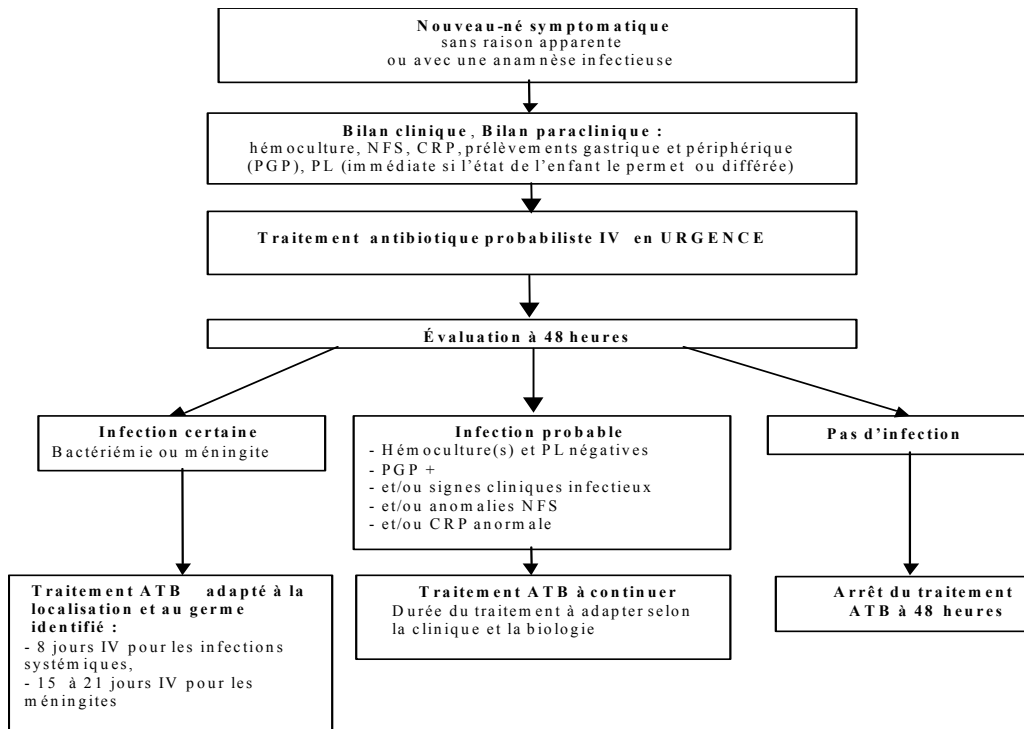 Nouveau-né symptomatique
sans raison apparente
ou avec une anamnèse infectieuse
Bilan clinique, Bilan paraclinique :
hémoculture, NFS, CRP, prélèvements gastrique et périphérique
(PGP), PL (immédiate si l'état de l'enfant le permet ou différée)
Traitement antibiotique probabiliste IV en URGENCE
Évaluation à 48 heures
Infection certaine
Bactériémie ou méningite
Infection probable
- Hémoculture(s) et PL négatives
- PGP +
- et/ou signes cliniques infectieux
- et/ou anomalies NFS
- et/ou CRP anormale
Pas d'infection
Traitement ATB adapté à la
localisation et au germe
identifié :
- 8 jours IV pour les infections
systémiques,
- 15 à 21 jours IV pour les
méningites
Traitement ATB à continuer
Durée du traitement à adapter selon
la clinique et la biologie
Arrêt du traitement
ATB à 48 heures